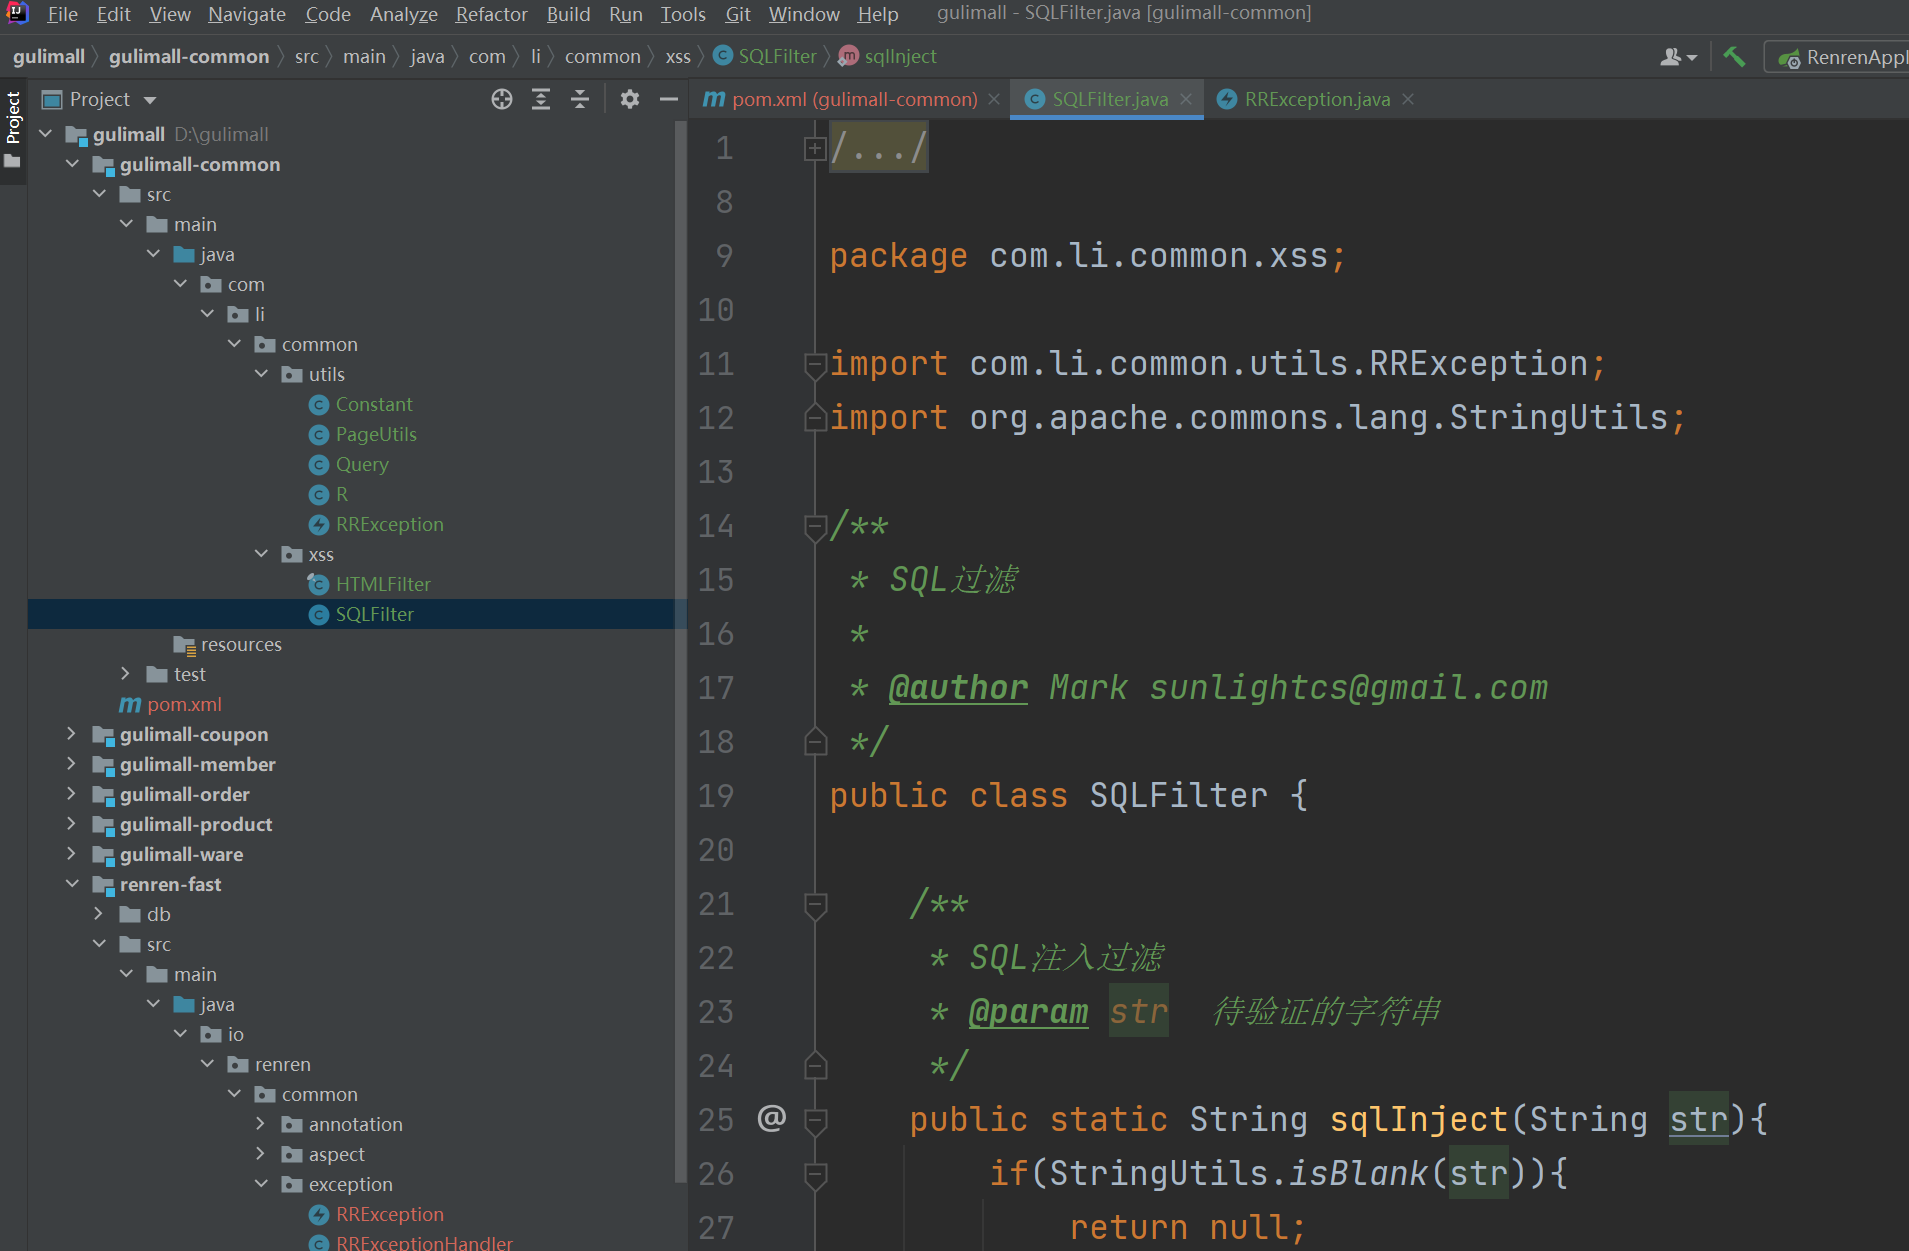 File Edit View Navigate Code Analyze Refactor Build Run Tools Git Window Help gulimall - SQLFilter.java [gulimall-common]
gulimall gulimall-common src main java com li common xss SQLFilter sqlInject RenrenAppl
Project
Project
pom.xml (gulimall-common) SQLFilter.java RRException.java
gulimall D:\gulimall
gulimall-common
src
main
java
com
li
common
utils
Constant
PageUtils
Query
R
RRException
xss
HTMLFilter
SQLFilter
resources
test
pom.xml
gulimall-coupon
gulimall-member
gulimall-order
gulimall-product
gulimall-ware
renren-fast
db
src
main
java
io
renren
common
annotation
aspect
exception
RRException
RRExceptionHandler
1 /.../
8
9 package com.li.common.xss;
10
11 import com.li.common.utils.RRException;
12 import org.apache.commons.lang.StringUtils;
13
14 /**
15 * SQL过滤
16 *
17 * @author Mark sunlightcs@gmail.com
18 */
19 public class SQLFilter {
20
21 /**
22 * SQL注入过滤
23 * @param str 待验证的字符串
24 */
25 @ public static String sqlInject(String str){
26 if(StringUtils.isBlank(str)){
27 return null;